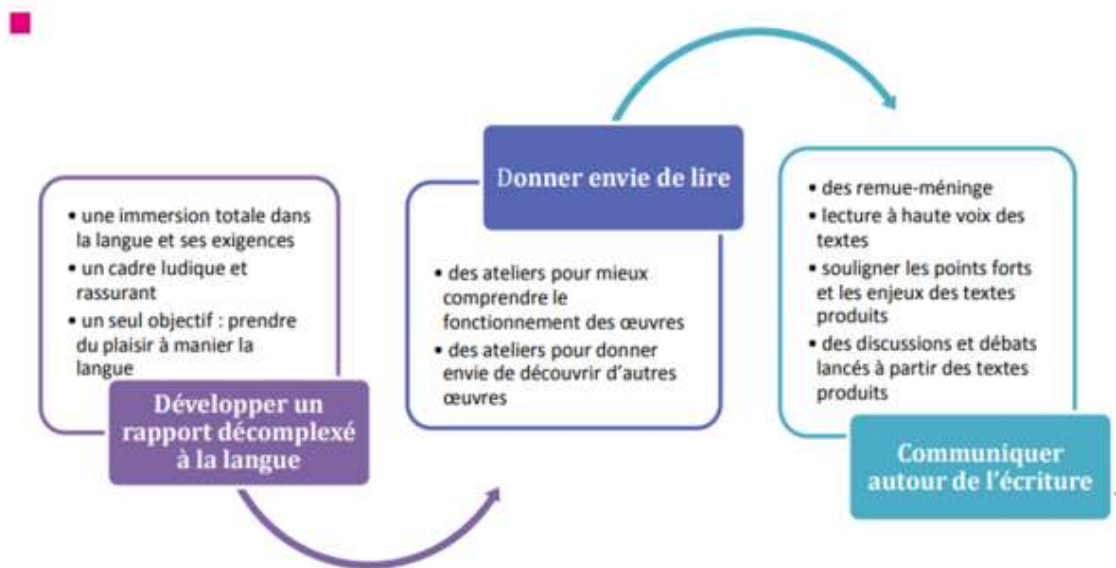 • une immersion totale dans
la langue et ses exigences
• un cadre ludique et
rassurant
• un seul objectif : prendre
du plaisir à manier la
langue
Développer un
rapport décomplexé
à la langue
Donner envie de lire
• des ateliers pour mieux
comprendre le
fonctionnement des œuvres
• des ateliers pour donner
envie de découvrir d'autres
œuvres
• des remue-méninge
• lecture à haute voix des
textes
• souligner les points forts
et les enjeux des textes
produits
• des discussions et débats
lancés à partir des textes
produits
Communiquer
autour de l'écriture